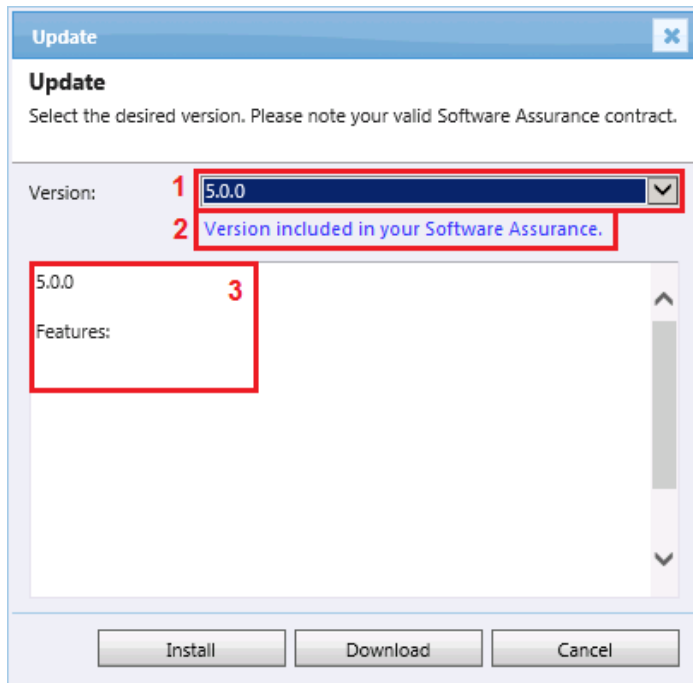 Update
Update
Select the desired version. Please note your valid Software Assurance contract.
Version:
1
5.0.0
2
Version included in your Software Assurance.
5.0.0
3
Features:
Install
Download
Cancel